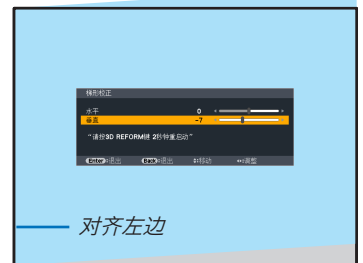 梯形校正
水平 0
垂直 -7
“请按3D REFORM键 2秒钟重启动”
Enter:退出 Back:退出 ↕:移动 ↔:调整
对齐左边